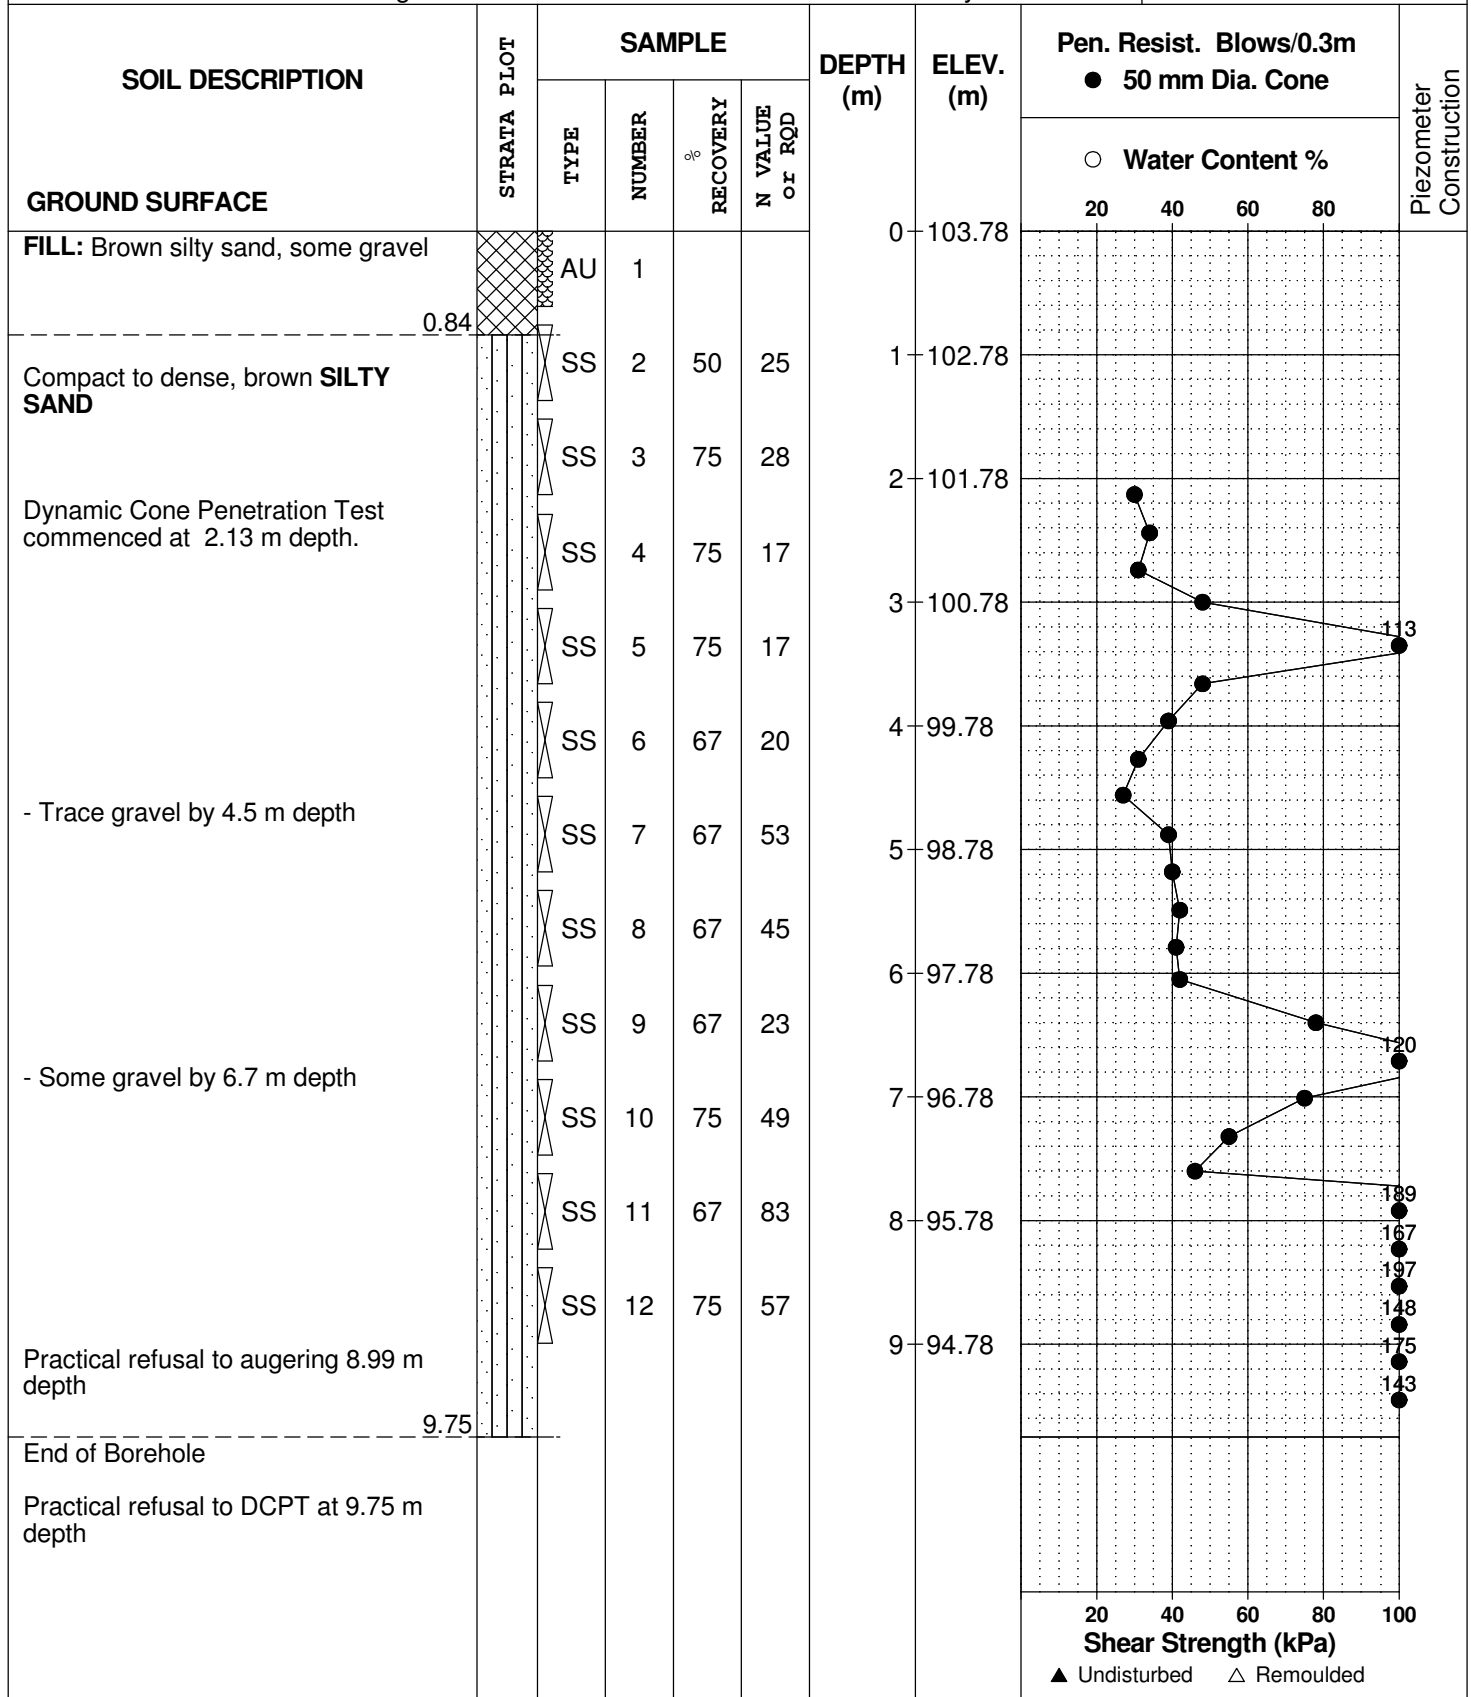 SOIL DESCRIPTION
GROUND SURFACE
STRATA PLOT
SAMPLE
TYPE
NUMBER
% RECOVERY
N VALUE or RQD
DEPTH (m)
ELEV. (m)
Pen. Resist. Blows/0.3m
● 50 mm Dia. Cone
○ Water Content %
20 40 60 80
Piezometer Construction
0 103.78
FILL: Brown silty sand, some gravel
AU 1
0.84
SS 2 50 25
1 102.78
Compact to dense, brown SILTY
SAND
SS 3 75 28
2 101.78
Dynamic Cone Penetration Test
commenced at 2.13 m depth.
SS 4 75 17
3 100.78
113
SS 5 75 17
4 99.78
SS 6 67 20
- Trace gravel by 4.5 m depth
SS 7 67 53
5 98.78
SS 8 67 45
6 97.78
SS 9 67 23
120
- Some gravel by 6.7 m depth
7 96.78
SS 10 75 49
189
SS 11 67 83
8 95.78
167
197
SS 12 75 57
148
9 94.78
175
Practical refusal to augering 8.99 m
depth
143
9.75
End of Borehole
Practical refusal to DCPT at 9.75 m
depth
20 40 60 80 100
Shear Strength (kPa)
▲ Undisturbed △ Remoulded